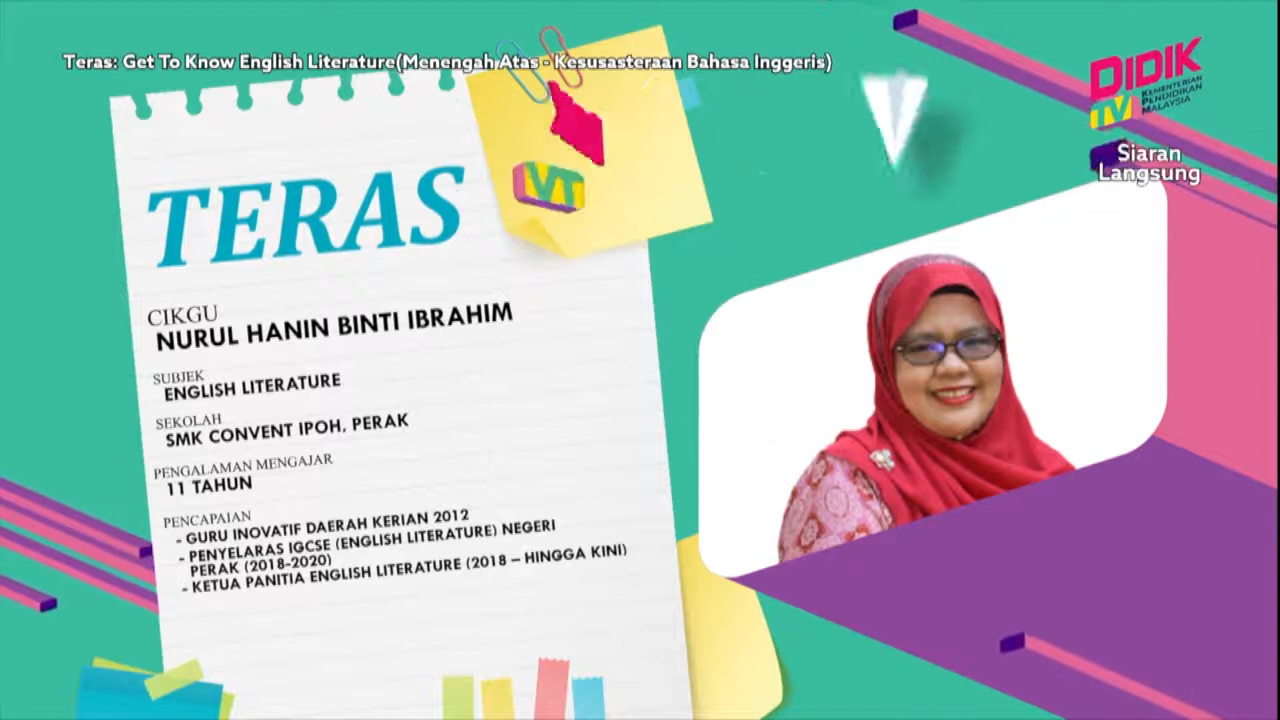 Teras: Get To Know English Literature(Menengah Atas - Kesusasteraan Bahasa Inggeris)
DIDIK
TV
KEMENTERIAN
PENDIDIKAN
MALAYSIA
Siaran
Langsung
TV
TERAS
CIKGU
NURUL HANIN BINTI IBRAHIM
SUBJEK
ENGLISH LITERATURE
SEKOLAH
SMK CONVENT IPOH, PERAK
PENGALAMAN MENGAJAR
11 TAHUN
PENCAPAIAN
- GURU INOVATIF DAERAH KERIAN 2012
- PENYELARAS IGCSE (ENGLISH LITERATURE) NEGERI
PERAK (2018-2020)
- KETUA PANITIA ENGLISH LITERATURE (2018 – HINGGA KINI)